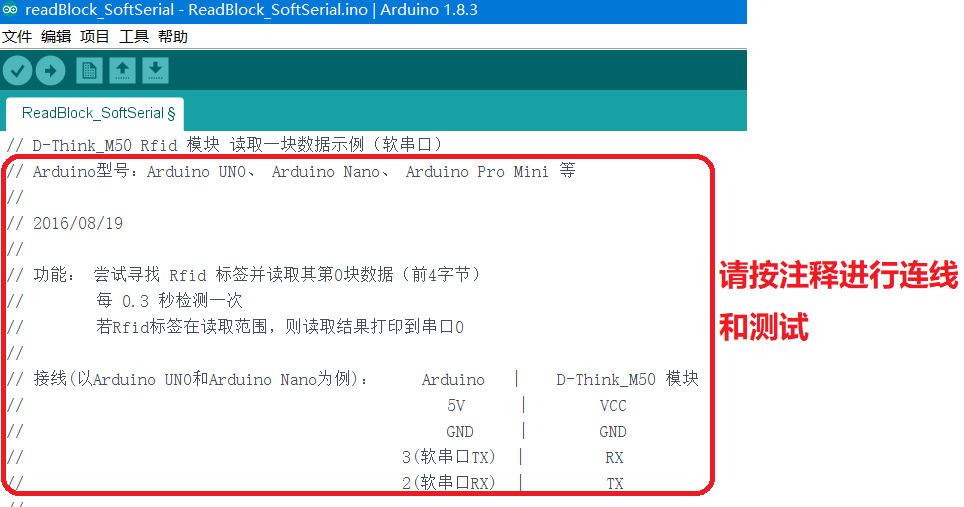 readBlock_SoftSerial - ReadBlock_SoftSerial.ino | Arduino 1.8.3
文件 编辑 项目 工具 帮助
ReadBlock_SoftSerial §
// D-Think_M50 Rfid 模块 读取一块数据示例（软串口）
// Arduino型号：Arduino UNO、 Arduino Nano、 Arduino Pro Mini 等
//
// 2016/08/19
//
// 功能： 尝试寻找 Rfid 标签并读取其第0块数据（前4字节）
// 每 0.3 秒检测一次
// 若Rfid标签在读取范围，则读取结果打印到串口0
//
// 接线(以Arduino UNO和Arduino Nano为例)： Arduino | D-Think_M50 模块
// 5V | VCC
// GND | GND
// 3(软串口TX) | RX
// 2(软串口RX) | TX
//
请按注释进行连线
和测试